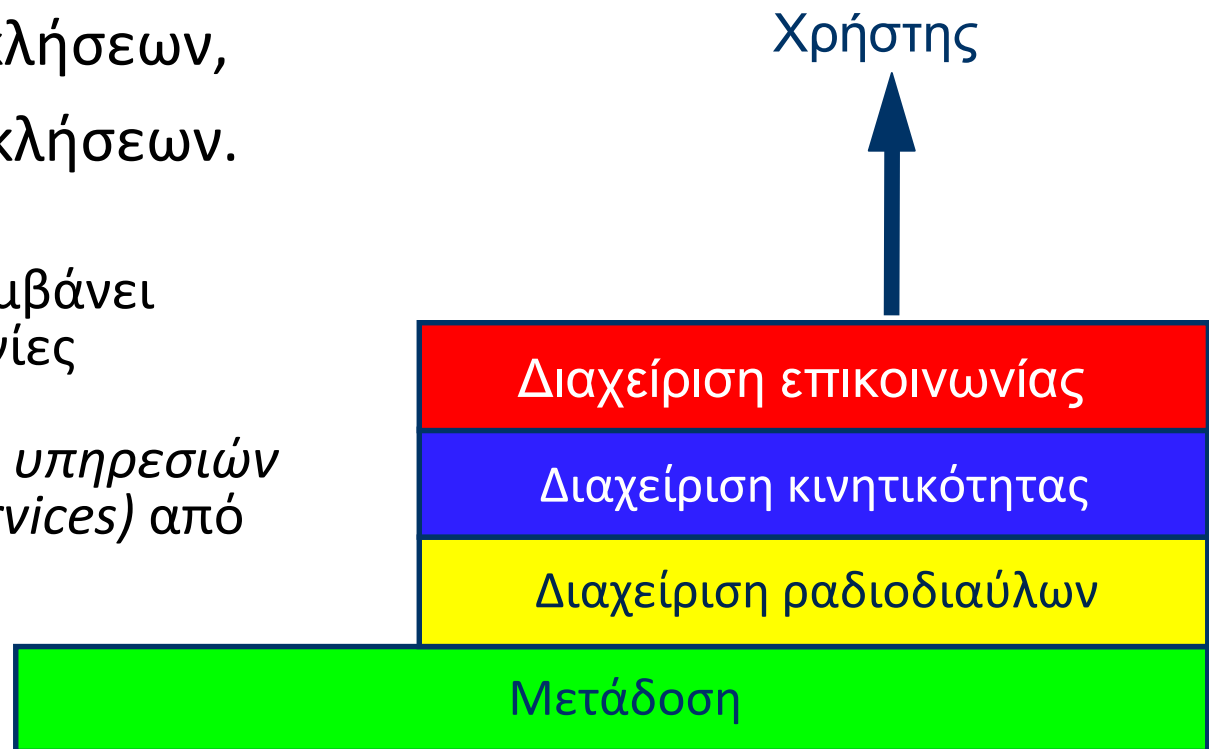 κλήσεων,
κλήσεων.
μβάνει
νίες
υπηρεσιών
rvices) από
Χρήστης
Διαχείριση επικοινωνίας
Διαχείριση κινητικότητας
Διαχείριση ραδιοδιαύλων
Μετάδοση